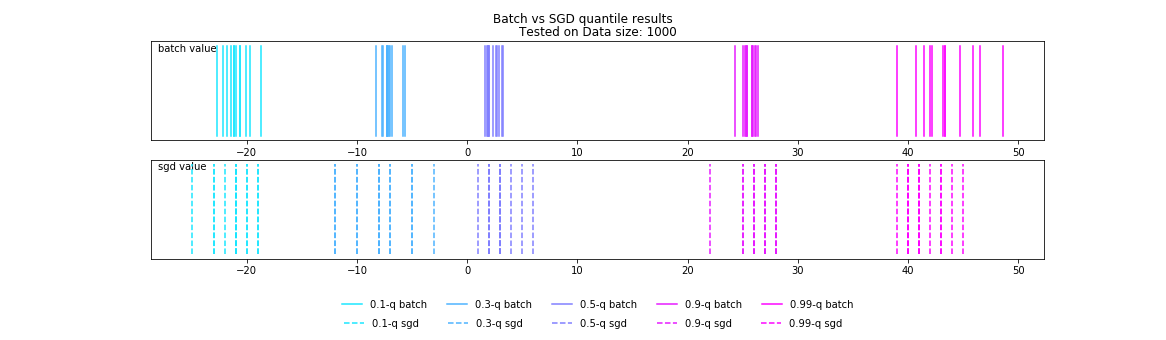 Batch vs SGD quantile results
Tested on Data size: 1000
batch value
−20 −10 0 10 20 30 40 50
sgd value
−20 −10 0 10 20 30 40 50
0.1-q batch 0.3-q batch 0.5-q batch 0.9-q batch 0.99-q batch
0.1-q sgd 0.3-q sgd 0.5-q sgd 0.9-q sgd 0.99-q sgd